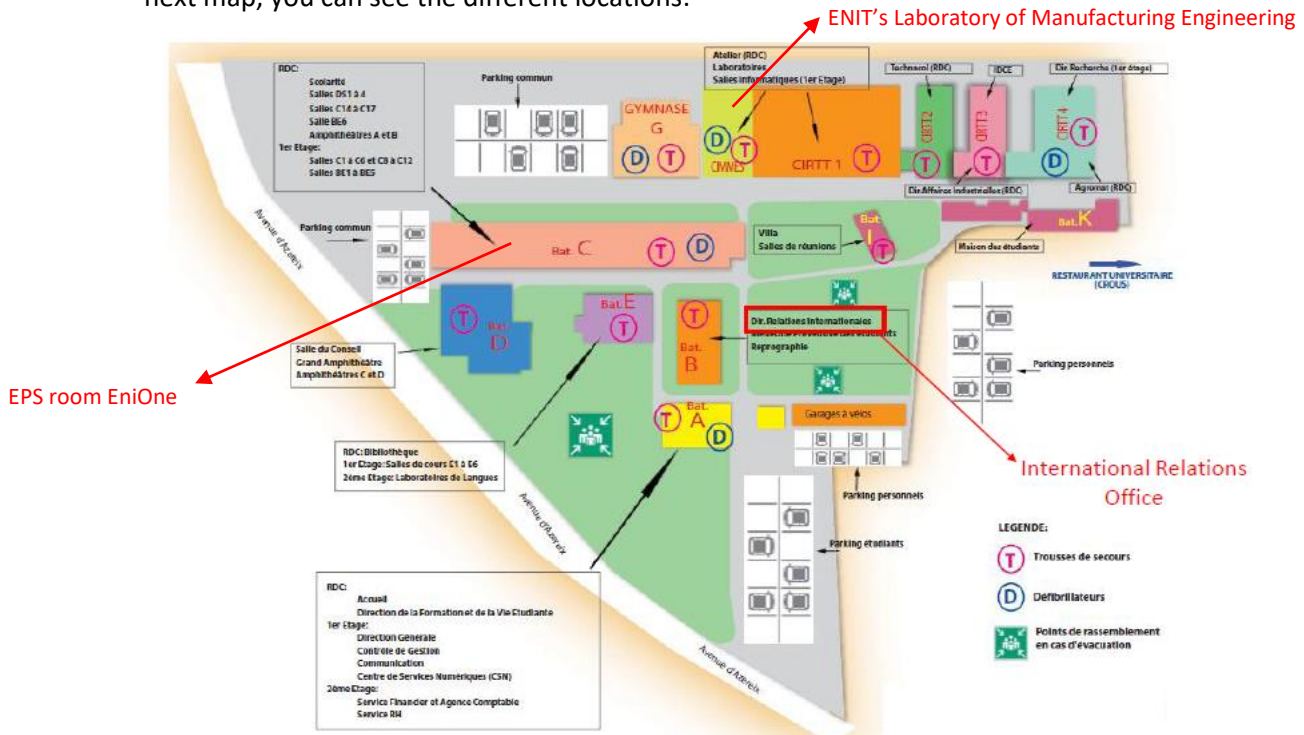 next map, you can see the different locations:
ENIT’s Laboratory of Manufacturing Engineering
RDC:
Scolarité
Salles DS1 à 4
Salles C14 à C17
Salle BE6
Amphithéâtres A et B
1er Etage:
Salles C1 à C6 et C8 à C12
Salles BE1 à BE5
Parking commun
Atelier (RDC)
Laboratoires
Salles Informatiques (1er Etage)
Technacol (RDC)
IDCE
Dir. Recherche (1er étage)
GYMNASE
G
D
T
D
T
CIMMES
CIRTT 1
T
CIRTT2
T
CIRTT3
T
CIRTT4
T
D
Dir. Affaires Industrielles (RDC)
Agromat (RDC)
Avenue d'Azereix
Parking commun
Bat. C
T
D
Villa
Salles de réunions
Bat.
I
T
Bat. K
Maison des étudiants
RESTAURANT UNIVERSITAIRE
(CROUS)
T
Bat.
D
Bat. E
T
T
Bat.
B
Dir. Relations Internationales
Reprographie
Salle du Conseil
Grand Amphithéâtre
Amphithéâtres C et D
Parking personnels
EPS room EniOne
Bat.
T
A
D
Garages à vélos
RDC: Bibliothèque
1er Etage: Salles de cours E1 à E6
2ème Etage: Laboratoires de Langues
Parking personnels
International Relations
Office
Avenue d'Azereix
Parking étudiants
LEGENDE:
T
Trousses de secours
D
Défibrillateurs
Points de rassemblement
en cas d'évacuation
RDC:
Accueil
Direction de la Formation et de la Vie Etudiante
1er Etage:
Direction Générale
Contrôle de Gestion
Communication
Centre de Services Numériques (CSN)
2ème Etage:
Service Financier et Agence Comptable
Service RH
Avenue d'Azereix